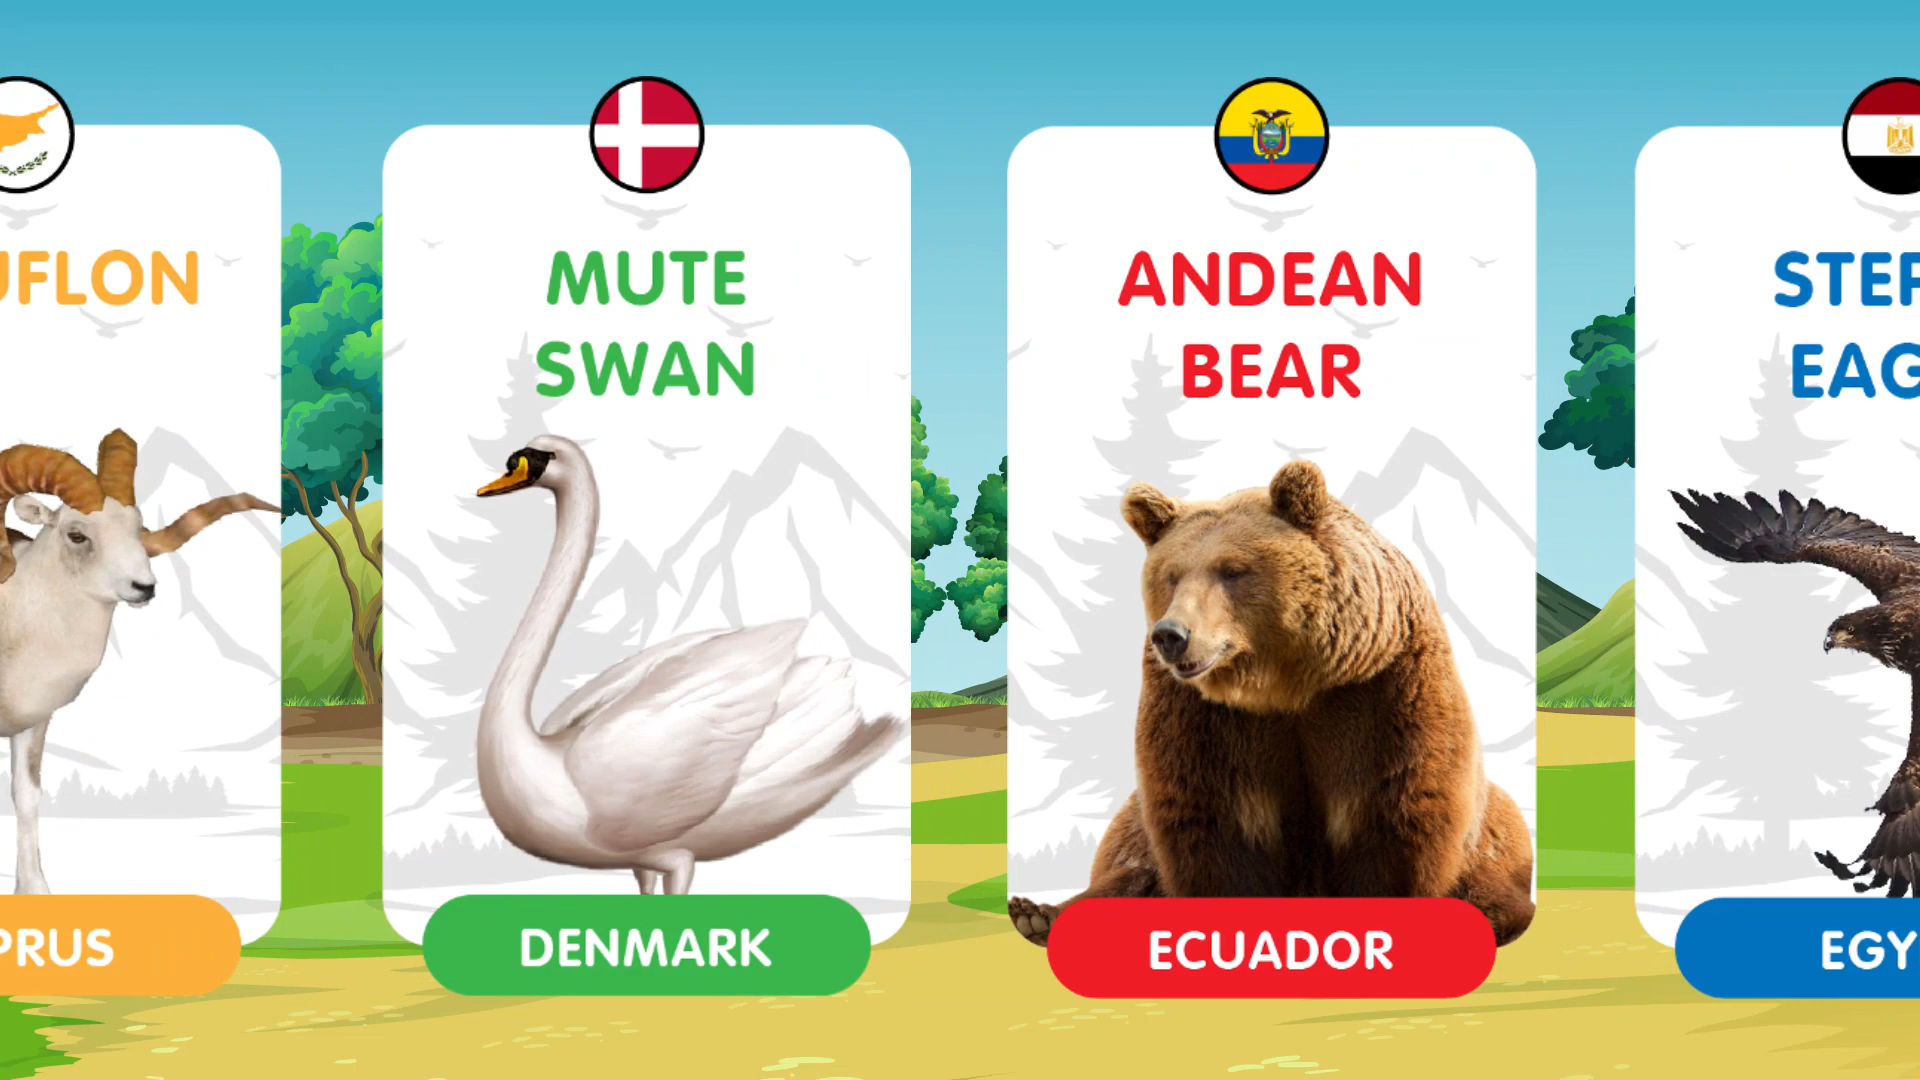 UFLON
PRUS
MUTE
SWAN
DENMARK
ANDEAN
BEAR
ECUADOR
STEP
EAG
EGY